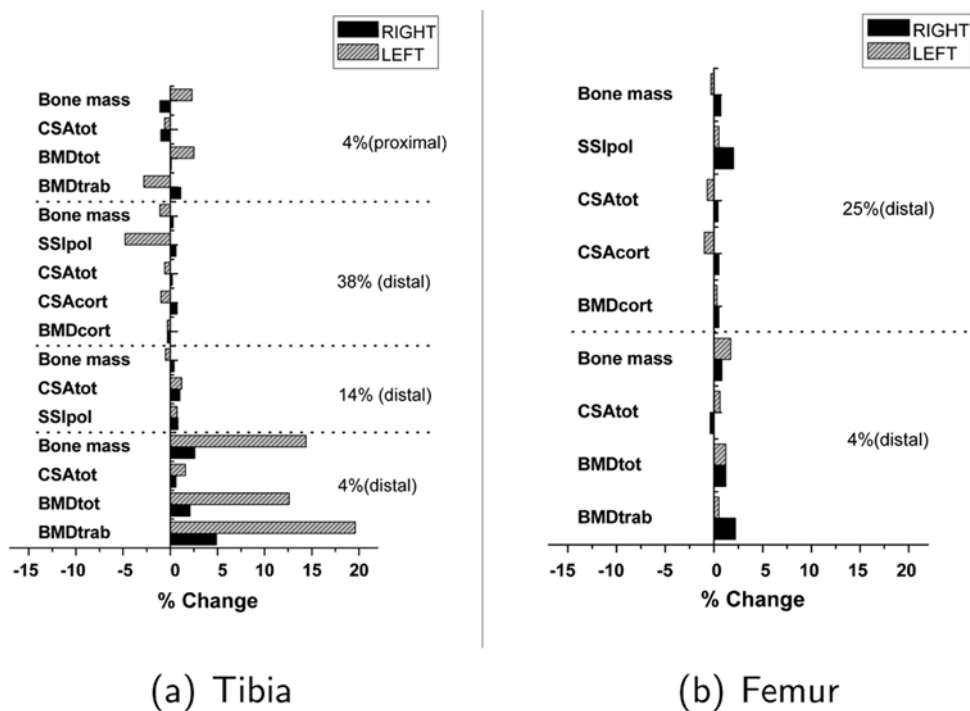 RIGHT
LEFT
Bone mass
CSAtot
4%(proximal)
BMDtot
BMDtrab
Bone mass
SSIpol
CSAtot
38% (distal)
CSAcort
BMDcort
Bone mass
CSAtot
14% (distal)
SSIpol
Bone mass
CSAtot
4%(distal)
BMDtot
BMDtrab
-15 -10 -5 0 5 10 15 20
% Change
(a) Tibia
RIGHT
LEFT
Bone mass
SSIpol
CSAtot
25%(distal)
CSAcort
BMDcort
Bone mass
CSAtot
4%(distal)
BMDtot
BMDtrab
-15 -10 -5 0 5 10 15 20
% Change
(b) Femur